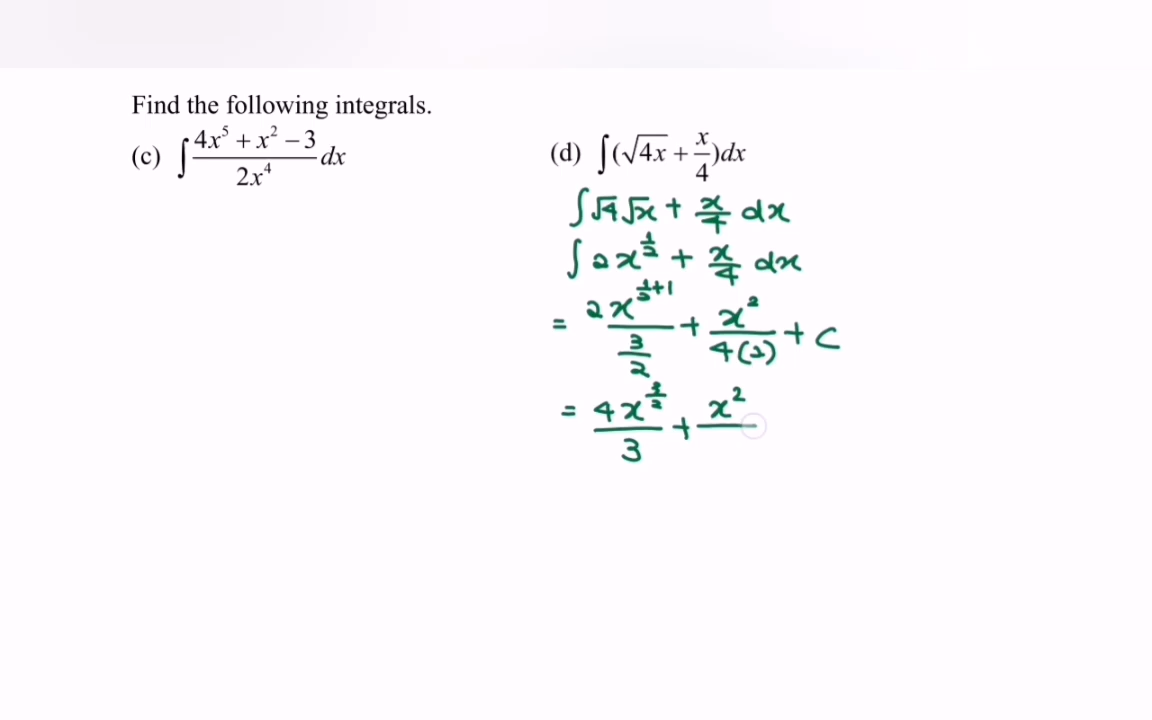 Find the following integrals.
(c) ∫ (4x⁵ + x² − 3)/(2x⁴) dx
(d) ∫(√4x + x/4)dx
∫√4 √x + x/4 dx
∫2x^(1/2) + x/4 dx
= 2x^(1/2+1)/(3/2) + x²/(4(2)) + c
= 4x^(3/2)/3 + x²/